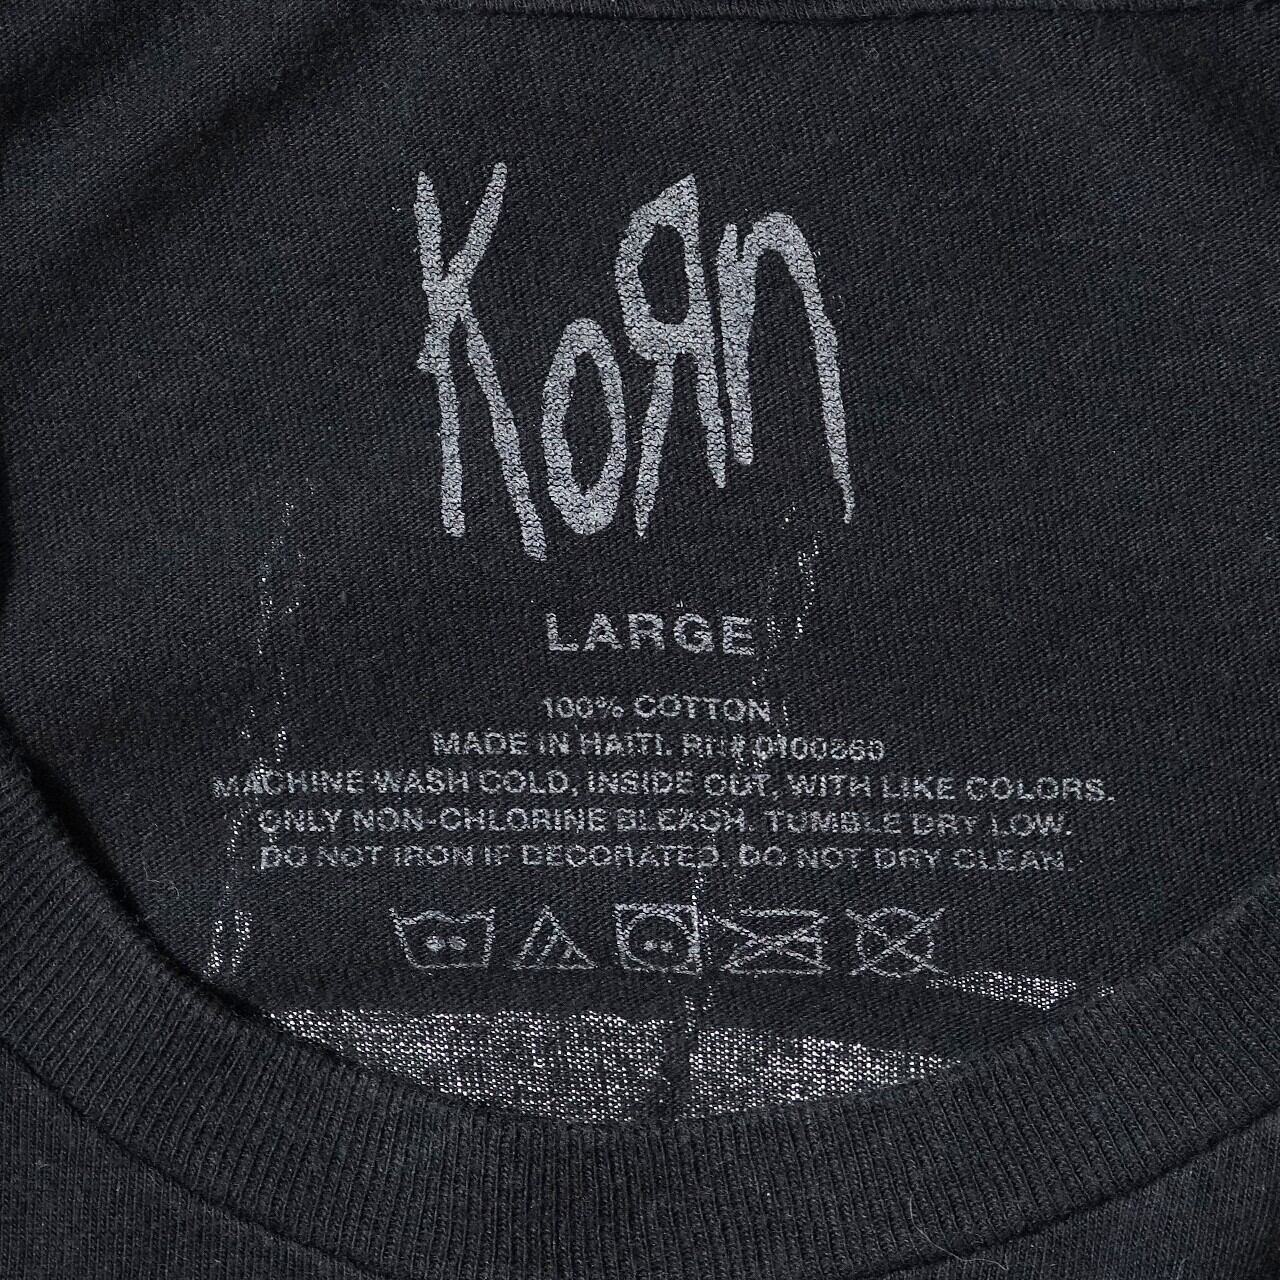 KoЯn
LARGE
100% COTTON
MADE IN HAITI. RN# 0100860
MACHINE WASH COLD, INSIDE OUT, WITH LIKE COLORS.
ONLY NON-CHLORINE BLEACH. TUMBLE DRY LOW.
DO NOT IRON IF DECORATED. DO NOT DRY CLEAN.